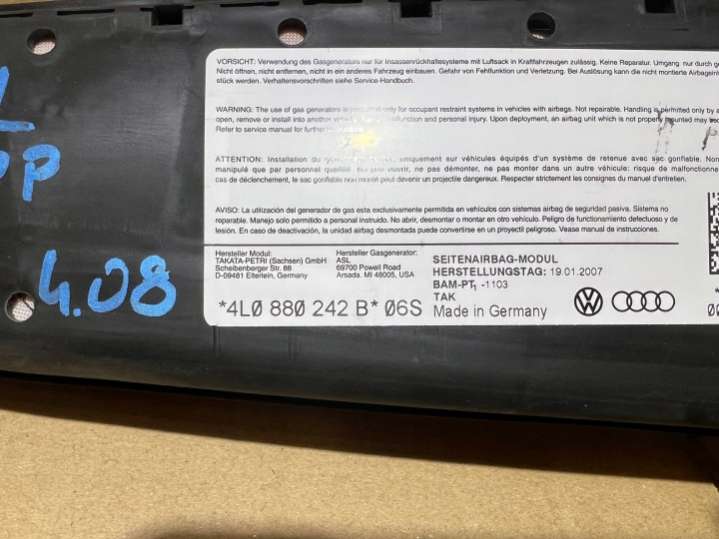 VORSICHT: Verwendung des Gasgenerators nur für Insassenrückhaltesysteme mit Luftsack in Kraftfahrzeugen zulässig. Keine Reparatur. Umgang nur durch
Nicht öffnen, nicht entfernen, nicht in ein anderes Fahrzeug einbauen. Gefahr von Fehlfunktion und Verletzung. Bei Auslösung kann die nicht montierte
stück werden. Verhaltensvorschriften siehe Service Handbuch.
WARNING: The use of gas generators is only for occupant restraint systems in vehicles with airbags. Not repairable. Handling is permitted only by
open, remove or install into another functioning and personal injury. Upon deployment, an airbag unit which is not properly mounted may
Refer to service manual for further
ATTENTION: Installation du uniquement sur véhicules équipés d'un système de retenue avec sac gonflable. Non
manipulé que par personnel qualifié. ouvrir, ne pas démonter, ne pas monter dans un autre véhicule: risque de
cas de déclenchement, le sac gonflable non monté peut devenir un projectile dangereux. Respecter strictement les consignes du manuel d'entretien.
AVISO: La utilización del generador de gas esta exclusivamente permitida en vehículos con sistemas airbag de seguridad pasiva. Sistema no
reparable. Manejo solo permitido a personal instruido. No abrir, desmontar o montar en otro vehículo. Peligro de funcionamiento defectuoso y de
lesión. En caso de desactivación, la unidad airbag desmontada puede convertirse en un proyectil peligroso. Vease manual de instrucciones.
4.08
Hersteller Modul: Hersteller Gasgenerator:
TAKATA-PETRI (Sachsen) GmbH ASL
Scheibenberger Str. 88 69700 Powell Road
D-09481 Elterlein, Germany Armada, MI 48005, USA
SEITENAIRBAG-MODUL
HERSTELLUNGSTAG: 19.01.2007
BAM-PT₁ -1103
TAK
Made in Germany
*4L0 880 242 B* 06S